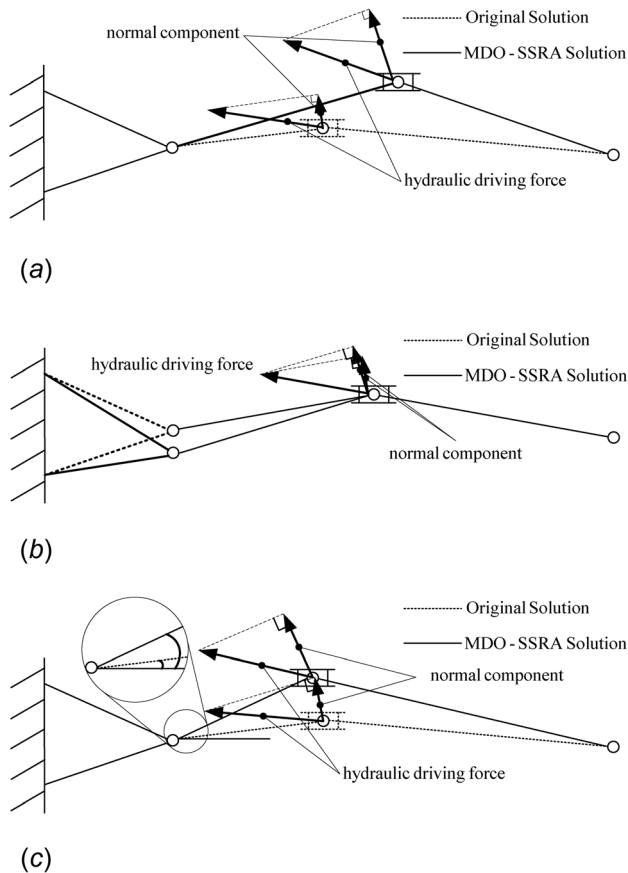 Original Solution
normal component
MDO - SSRA Solution
hydraulic driving force
(a)
Original Solution
hydraulic driving force
MDO - SSRA Solution
normal component
(b)
Original Solution
MDO - SSRA Solution
normal component
hydraulic driving force
(c)